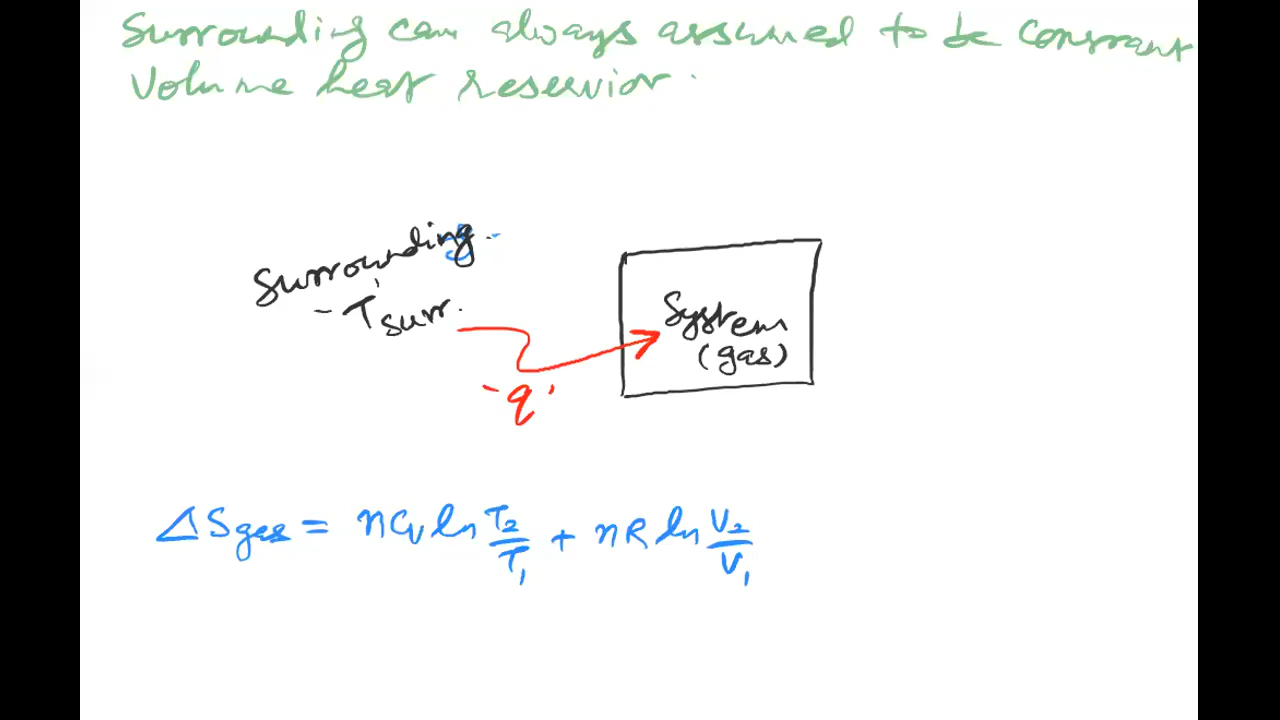 Surrounding can always assumed to be constant
volume heat reservior.
Surrounding.
- Tsurr.
System
(gas)
- q '
ΔSgas = nCv ln T2/T1 + nR ln V2/V1